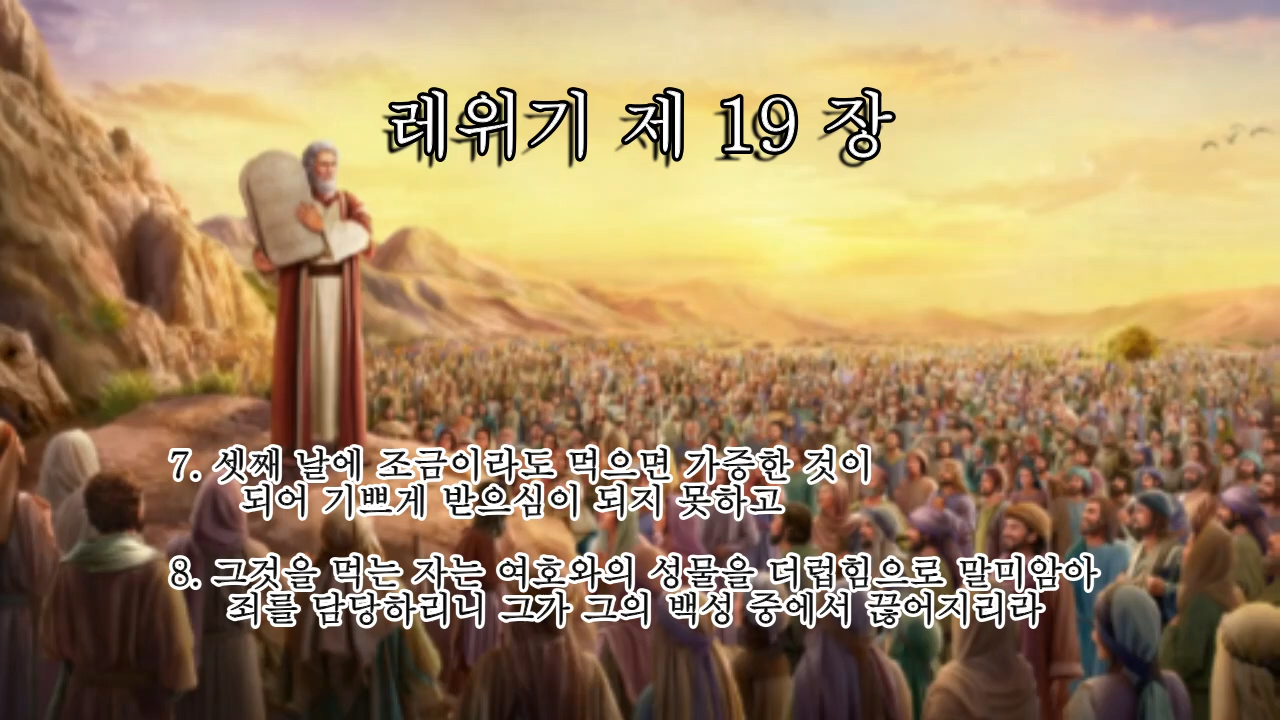 레위기 제 19 장
7. 셋째 날에 조금이라도 먹으면 가증한 것이
되어 기쁘게 받으심이 되지 못하고
8. 그것을 먹는 자는 여호와의 성물을 더럽힘으로 말미암아
죄를 담당하리니 그가 그의 백성 중에서 끊어지리라